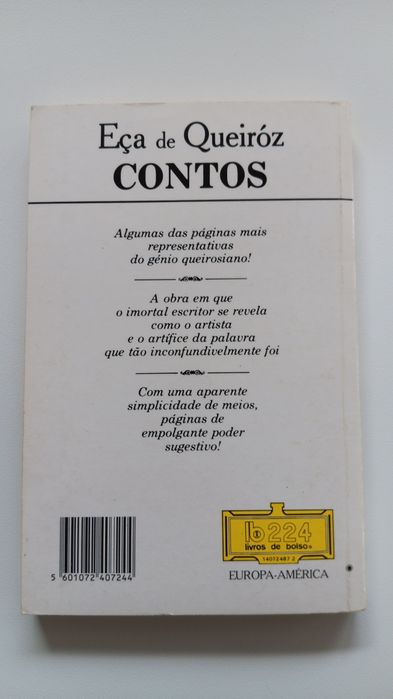 Eça de Queiróz
CONTOS
Algumas das páginas mais
representativas
do génio queirosiano!
A obra em que
o imortal escritor se revela
como o artista
e o artífice da palavra
que tão inconfundivelmente foi
Com uma aparente
simplicidade de meios,
páginas de
empolgante poder
sugestivo!
lb 224
livros de bolso
14072487 2
EUROPA-AMÉRICA
5 601072 407244